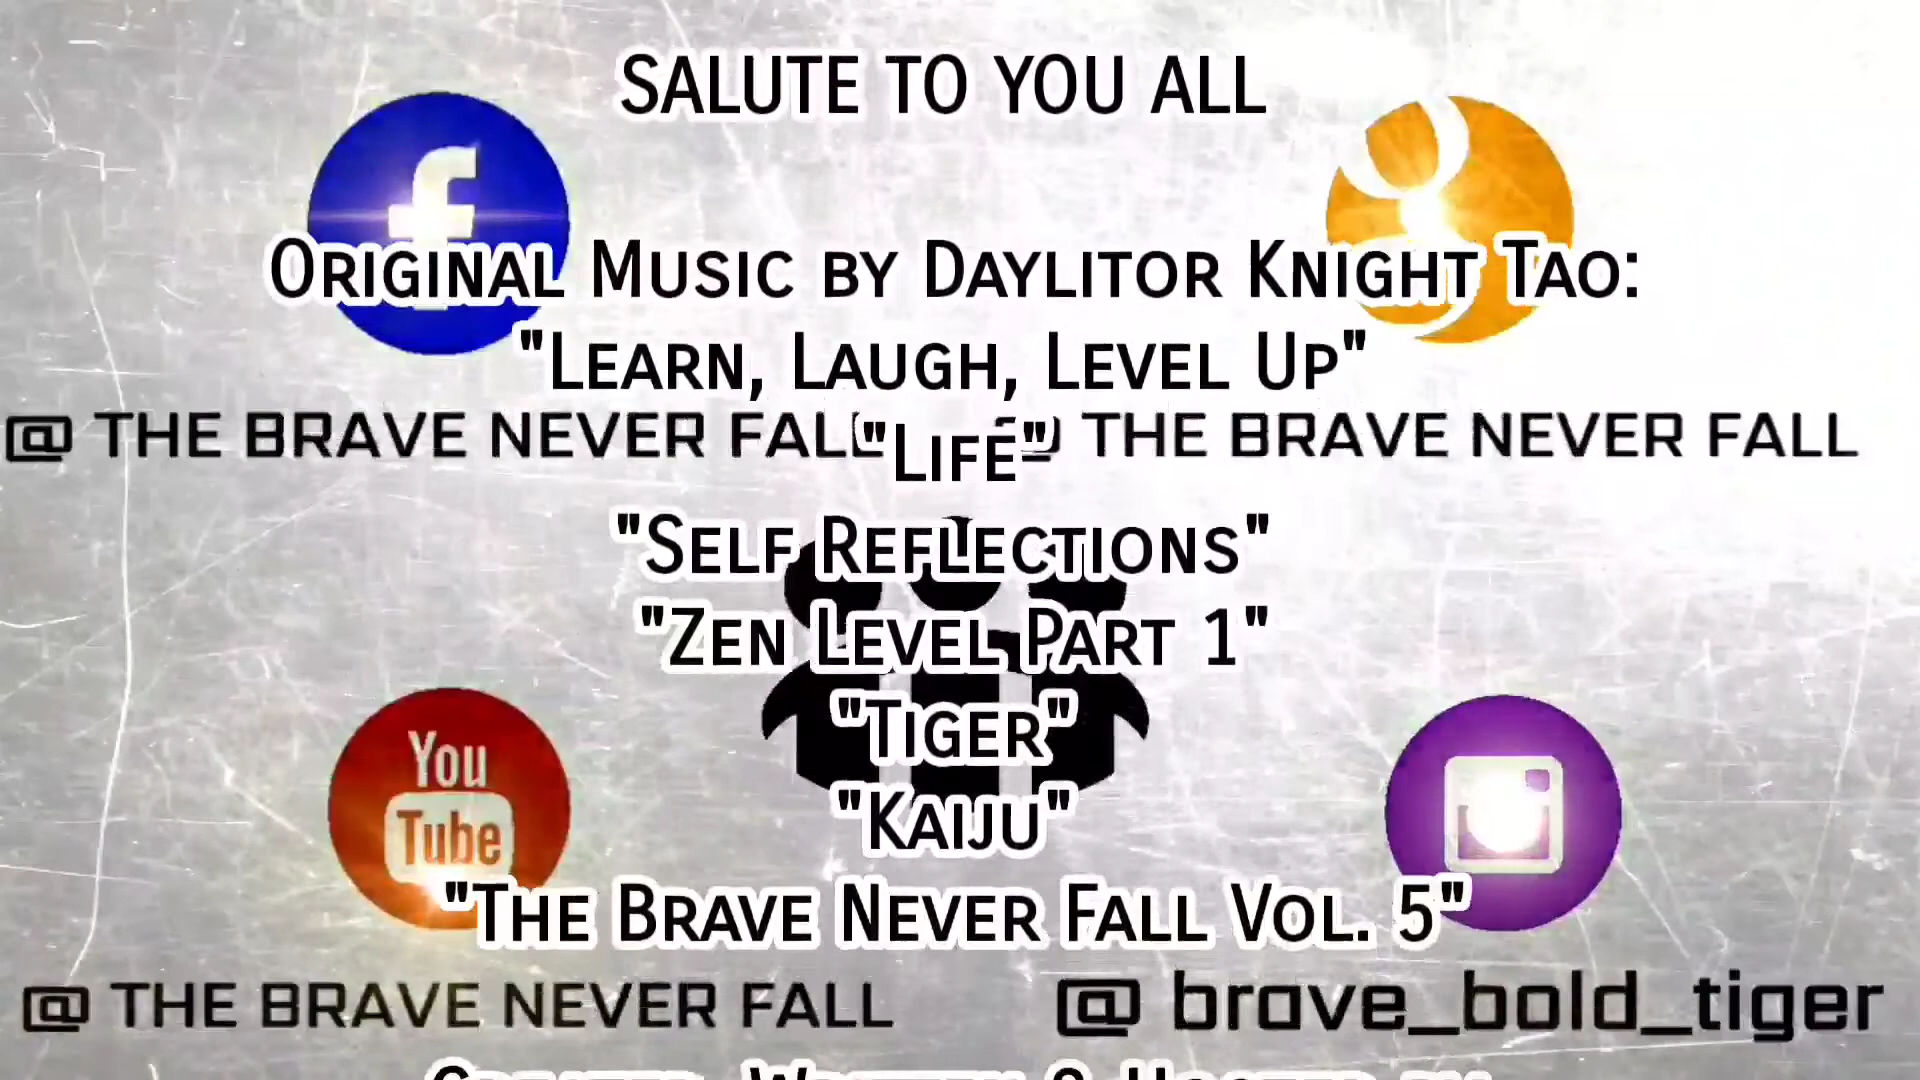 SALUTE TO YOU ALL
f
Original Music by Daylitor Knight Tao:
"Learn, Laugh, Level Up"
@ THE BRAVE NEVER FALL
@ THE BRAVE NEVER FALL
"Life"
"Self Reflections"
"Zen Level Part 1"
"Tiger"
You
Tube
"Kaiju"
"The Brave Never Fall Vol. 5"
@ THE BRAVE NEVER FALL
@ brave_bold_tiger